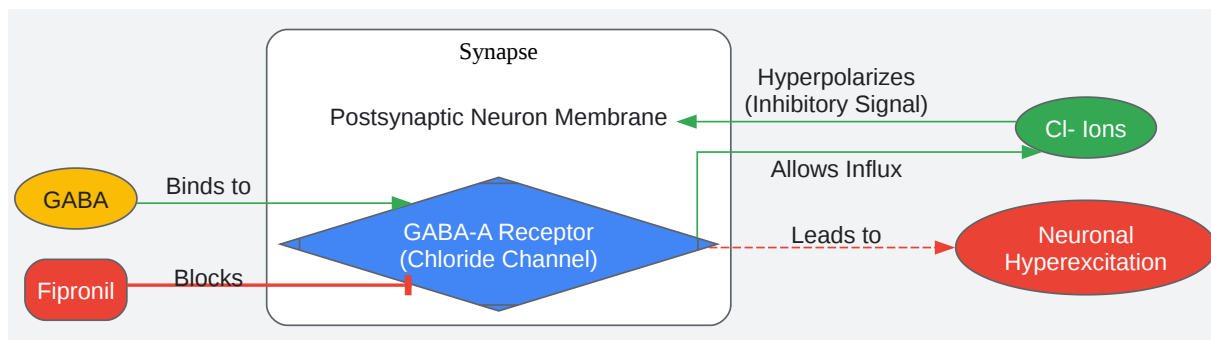 Synapse
Hyperpolarizes
(Inhibitory Signal)
Postsynaptic Neuron Membrane
Cl- Ions
Allows Influx
GABA
Binds to
GABA-A Receptor
(Chloride Channel)
Leads to
Neuronal
Hyperexcitation
Fipronil
Blocks